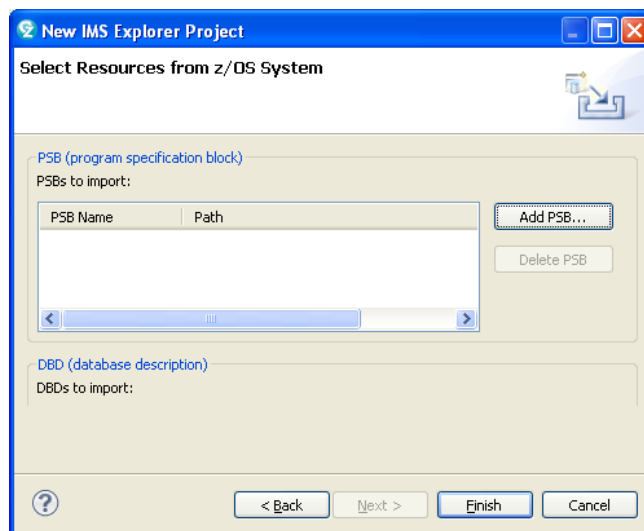 New IMS Explorer Project
Select Resources from z/OS System
PSB (program specification block)
PSBs to import:
PSB Name Path
Add PSB...
Delete PSB
DBD (database description)
DBDs to import:
< Back Next > Finish Cancel